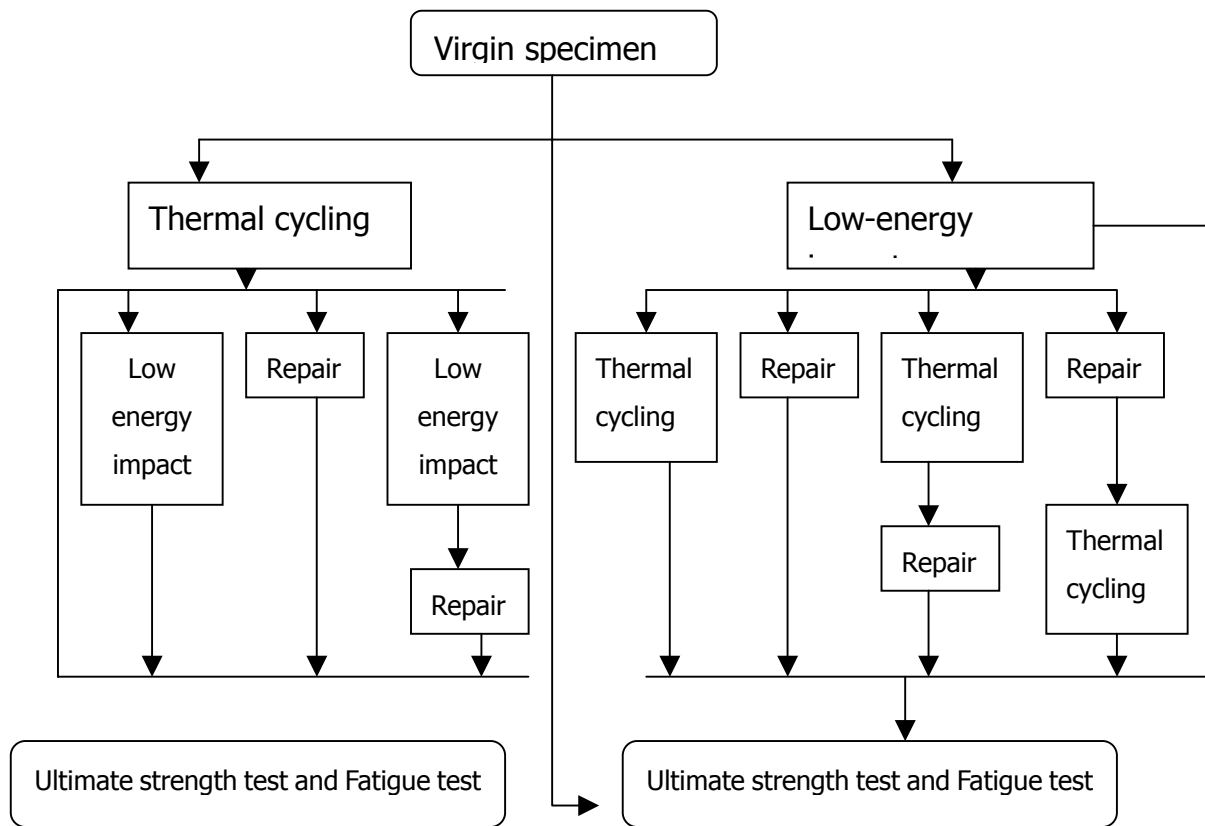 Virgin specimen
Thermal cycling
Low-energy
Low
energy
impact
Repair
Low
energy
impact
Repair
Thermal
cycling
Repair
Thermal
cycling
Repair
Repair
Thermal
cycling
Ultimate strength test and Fatigue test
Ultimate strength test and Fatigue test